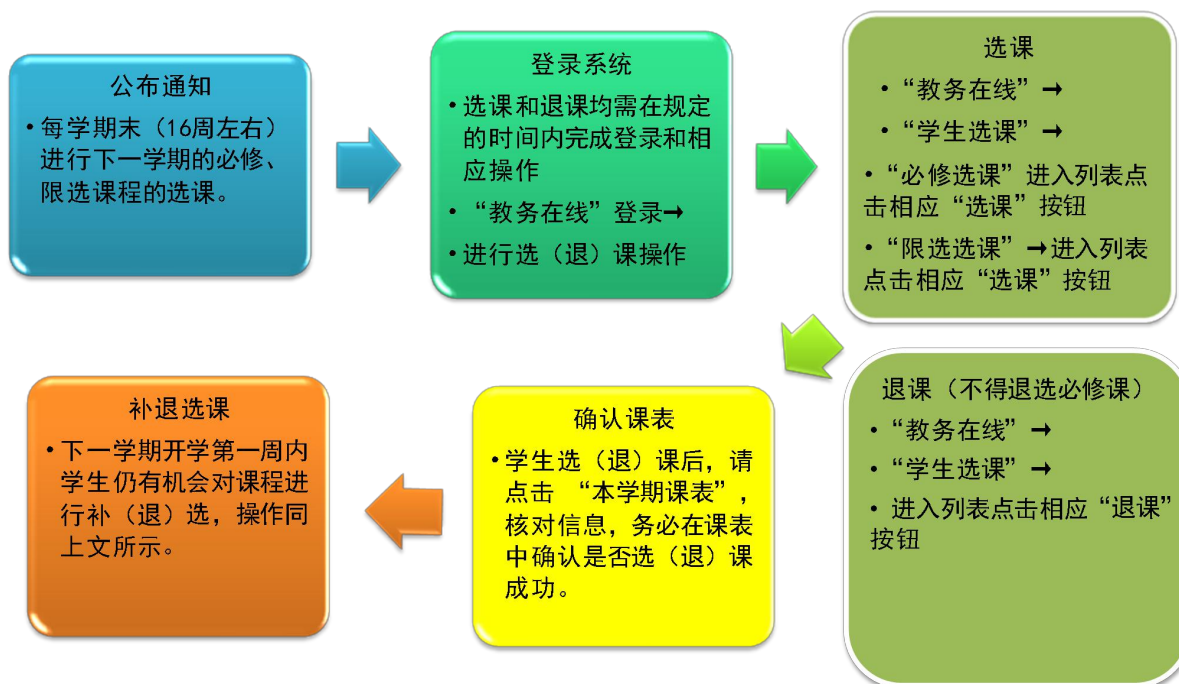 公布通知
•每学期末（16周左右）
进行下一学期的必修、
限选课程的选课。
登录系统
•选课和退课均需在规定
的时间内完成登录和相
应操作
•“教务在线”登录→
•进行选（退）课操作
选课
•“教务在线”→
•“学生选课”→
•“必修选课”进入列表点
击相应“选课”按钮
•“限选选课”→进入列表
点击相应“选课”按钮
退课（不得退选必修课）
•“教务在线”→
•“学生选课”→
•进入列表点击相应“退课”
按钮
确认课表
•学生选（退）课后，请
点击 “本学期课表”，
核对信息，务必在课表
中确认是否选（退）课
成功。
补退选课
•下一学期开学第一周内
学生仍有机会对课程进
行补（退）选，操作同
上文所示。